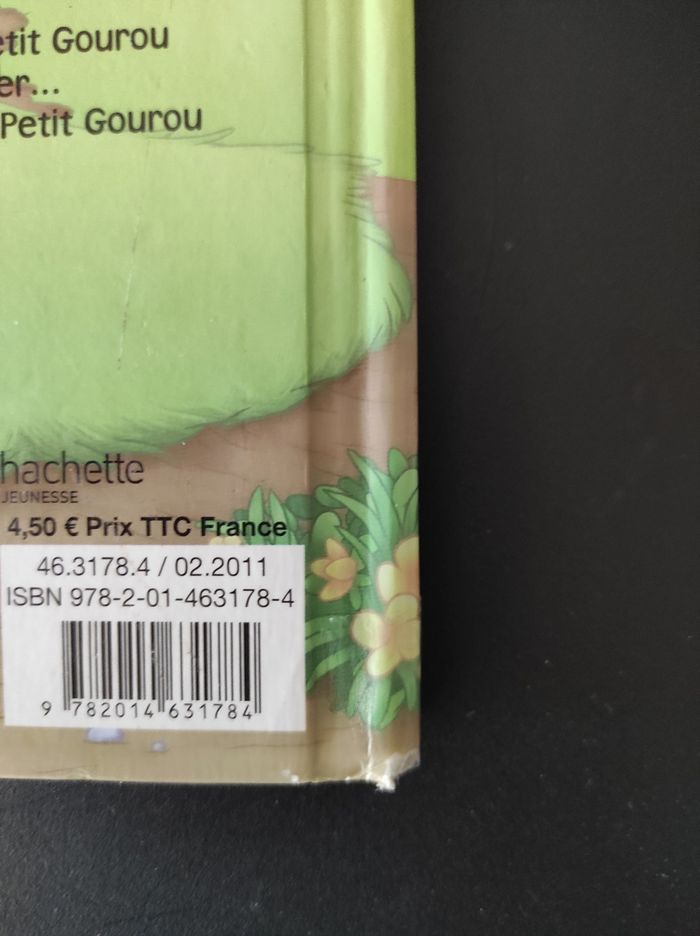 Petit Gourou
er...
Petit Gourou
hachette
JEUNESSE
4,50 € Prix TTC France
46.3178.4 / 02.2011
ISBN 978-2-01-463178-4
9 782014 631784